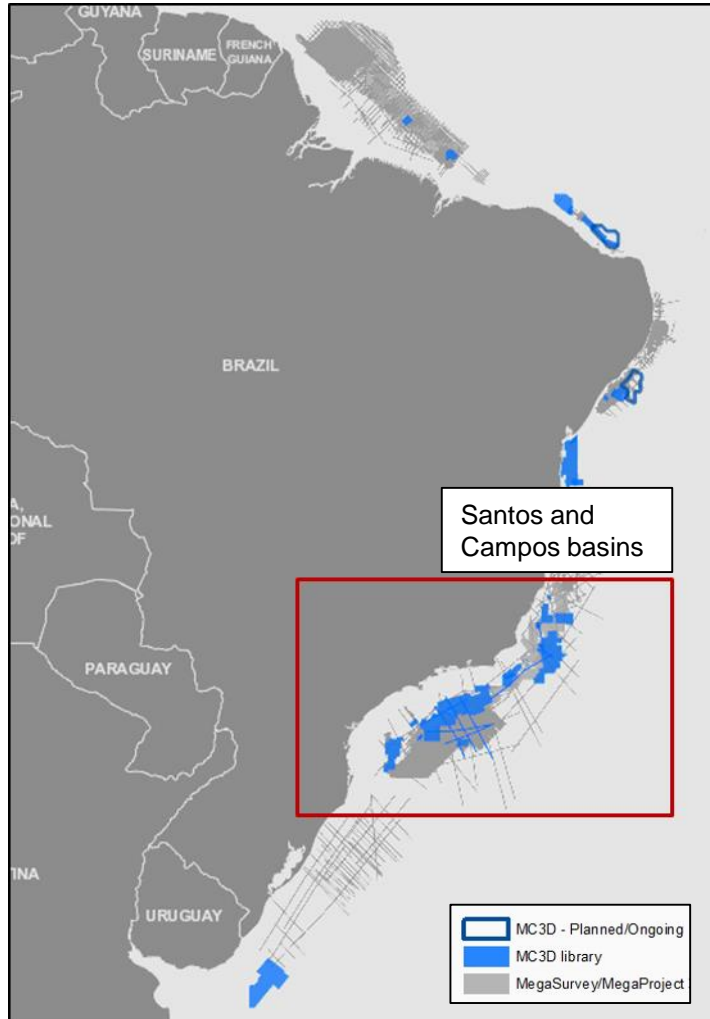 GUYANA
SURINAME
FRENCH
GUIANA
BRAZIL
Santos and
Campos basins
A,
ONAL
OF
PARAGUAY
TINA
URUGUAY
MC3D - Planned/Ongoing
MC3D library
MegaSurvey/MegaProject